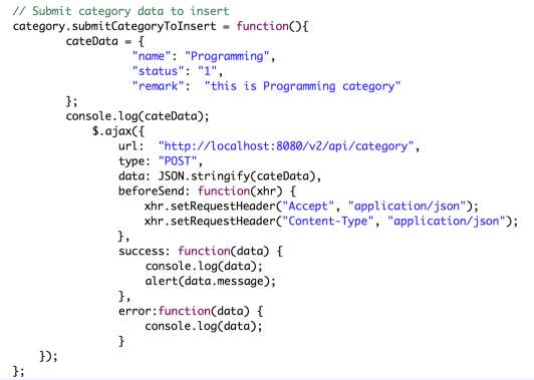 // Submit category data to insert
category.submitCategoryToInsert = function(){
cateData = {
"name": "Programming",
"status": "1",
"remark":  "this is Programming category"
};
console.log(cateData);
$.ajax({
url:  "http://localhost:8080/v2/api/category",
type: "POST",
data: JSON.stringify(cateData),
beforeSend: function(xhr) {
xhr.setRequestHeader("Accept", "application/json");
xhr.setRequestHeader("Content-Type", "application/json");
},
success: function(data) {
console.log(data);
alert(data.message);
},
error:function(data) {
console.log(data);
}
});
};